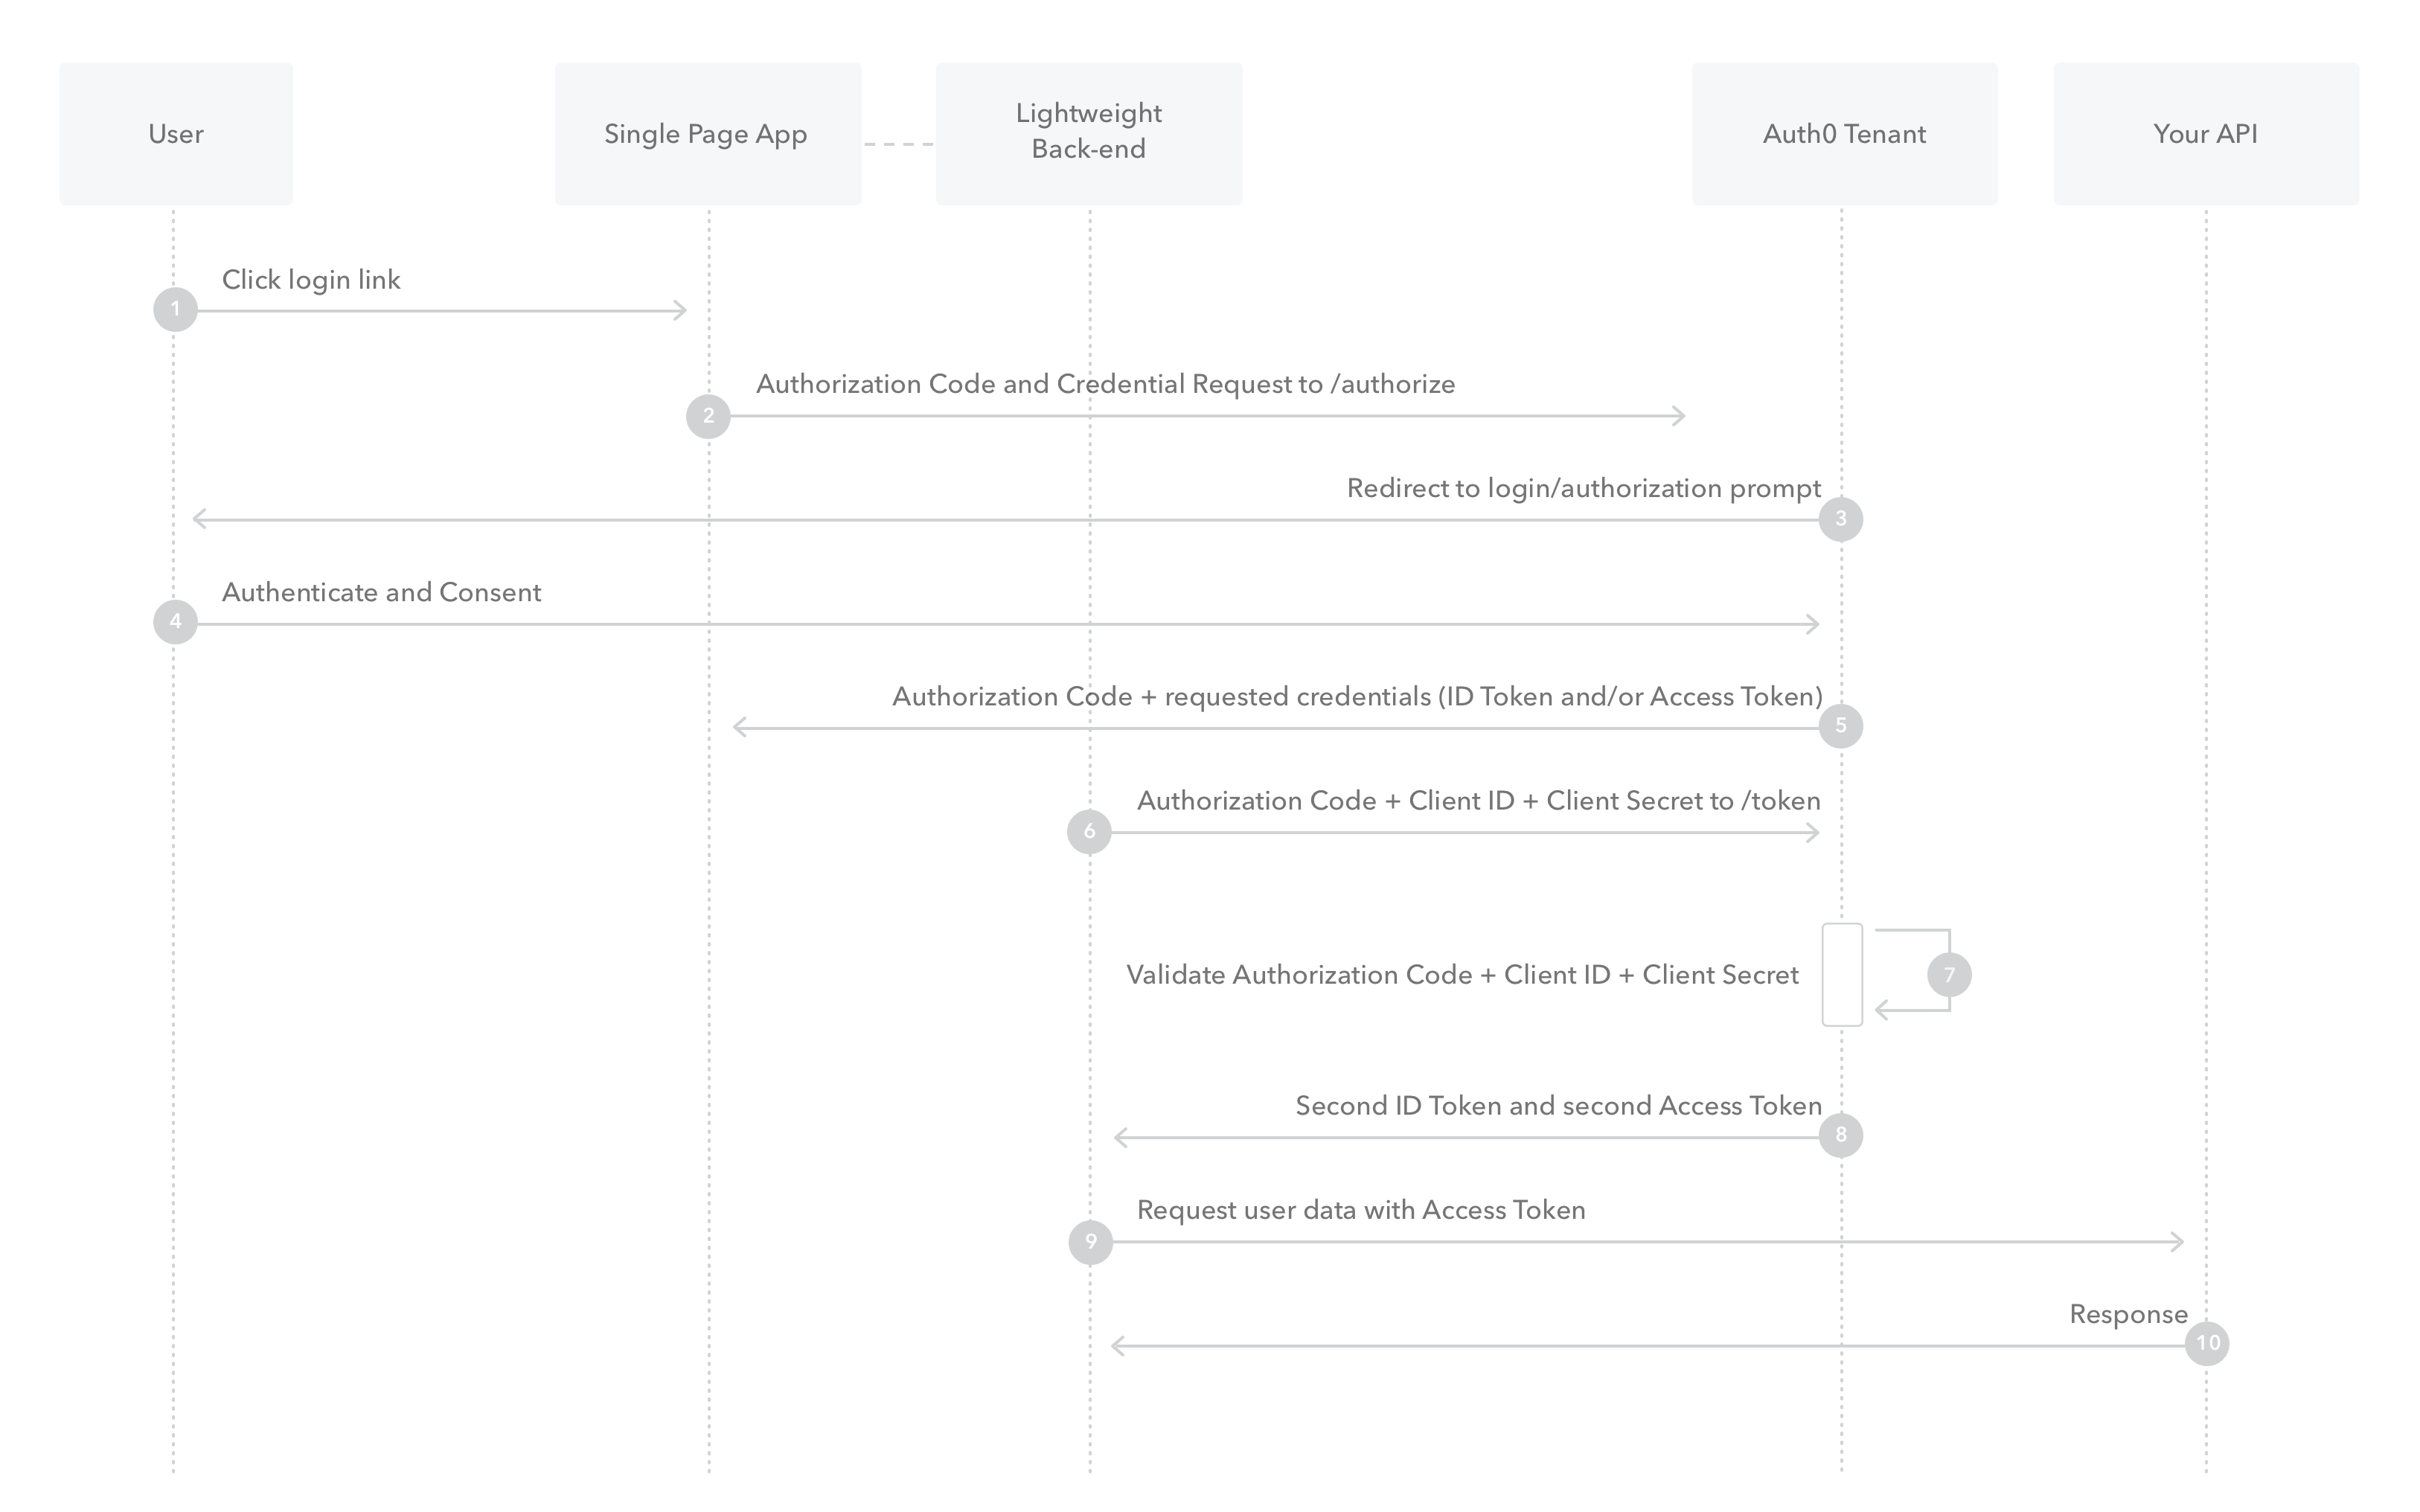 User
Single Page App
Lightweight
Back-end
Auth0 Tenant
Your API
Click login link
1
Authorization Code and Credential Request to /authorize
2
Redirect to login/authorization prompt
3
Authenticate and Consent
4
Authorization Code + requested credentials (ID Token and/or Access Token)
5
Authorization Code + Client ID + Client Secret to /token
6
Validate Authorization Code + Client ID + Client Secret
7
Second ID Token and second Access Token
8
Request user data with Access Token
9
Response
10